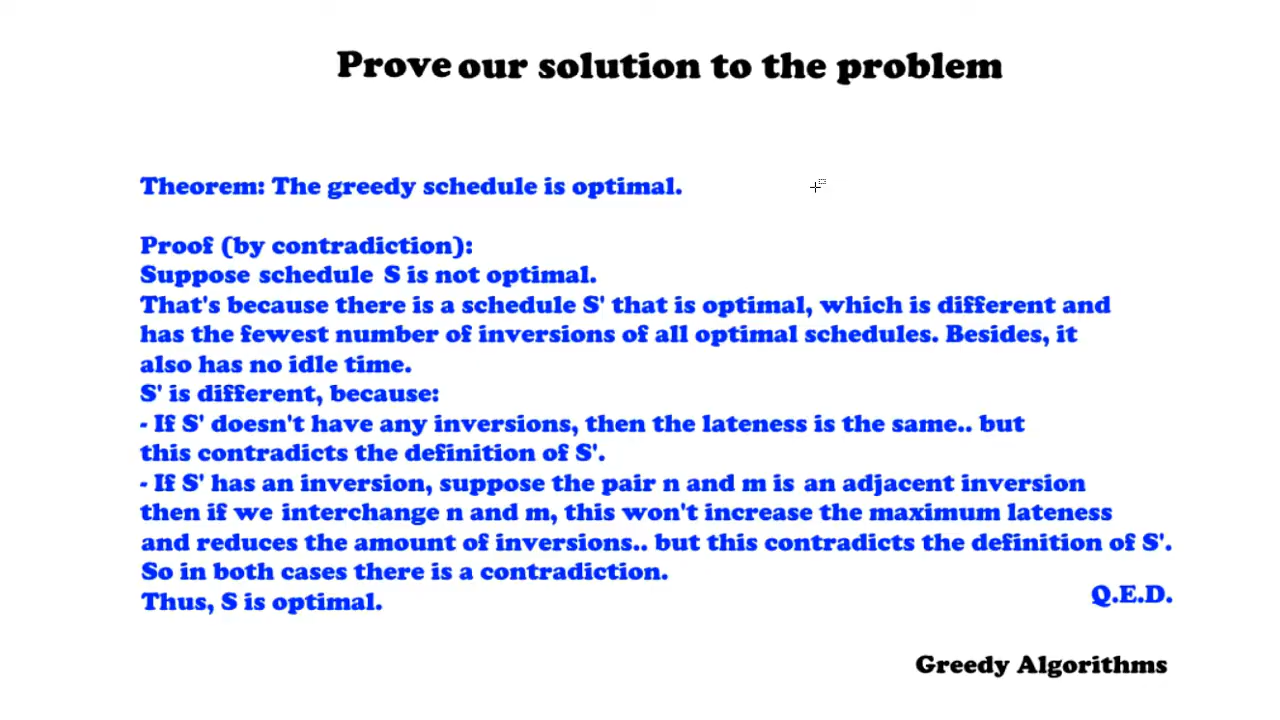 Prove our solution to the problem
Theorem: The greedy schedule is optimal.
Proof (by contradiction):
Suppose schedule S is not optimal.
That's because there is a schedule S' that is optimal, which is different and
has the fewest number of inversions of all optimal schedules. Besides, it
also has no idle time.
S' is different, because:
- If S' doesn't have any inversions, then the lateness is the same.. but
this contradicts the definition of S'.
- If S' has an inversion, suppose the pair n and m is an adjacent inversion
then if we interchange n and m, this won't increase the maximum lateness
and reduces the amount of inversions.. but this contradicts the definition of S'.
So in both cases there is a contradiction.
Thus, S is optimal.
Q.E.D.
Greedy Algorithms